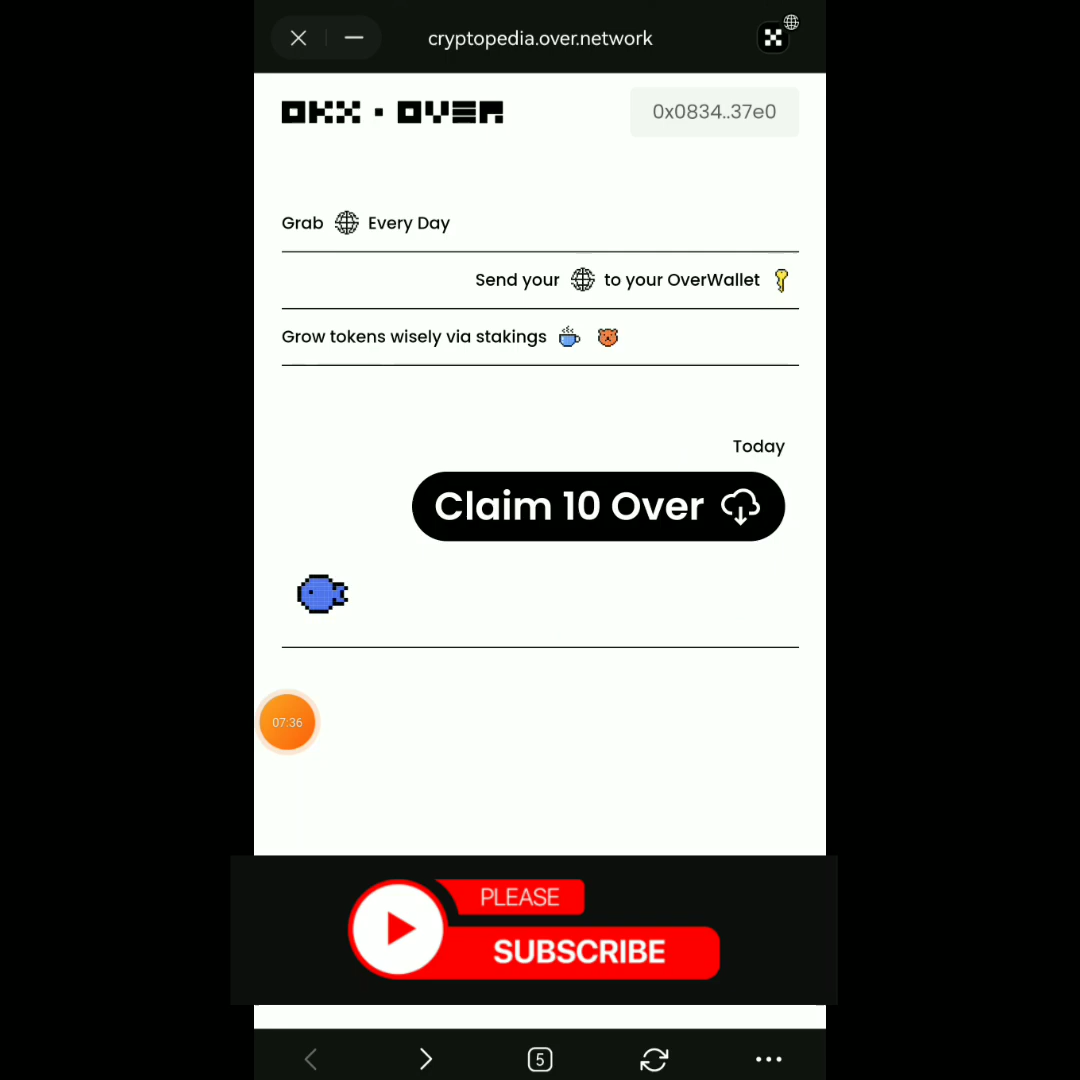 cryptopedia.over.network
OKX · OVER
0x0834..37e0
Grab Every Day
Send your to your OverWallet
Grow tokens wisely via stakings
Today
Claim 10 Over
07:36
PLEASE
SUBSCRIBE
5